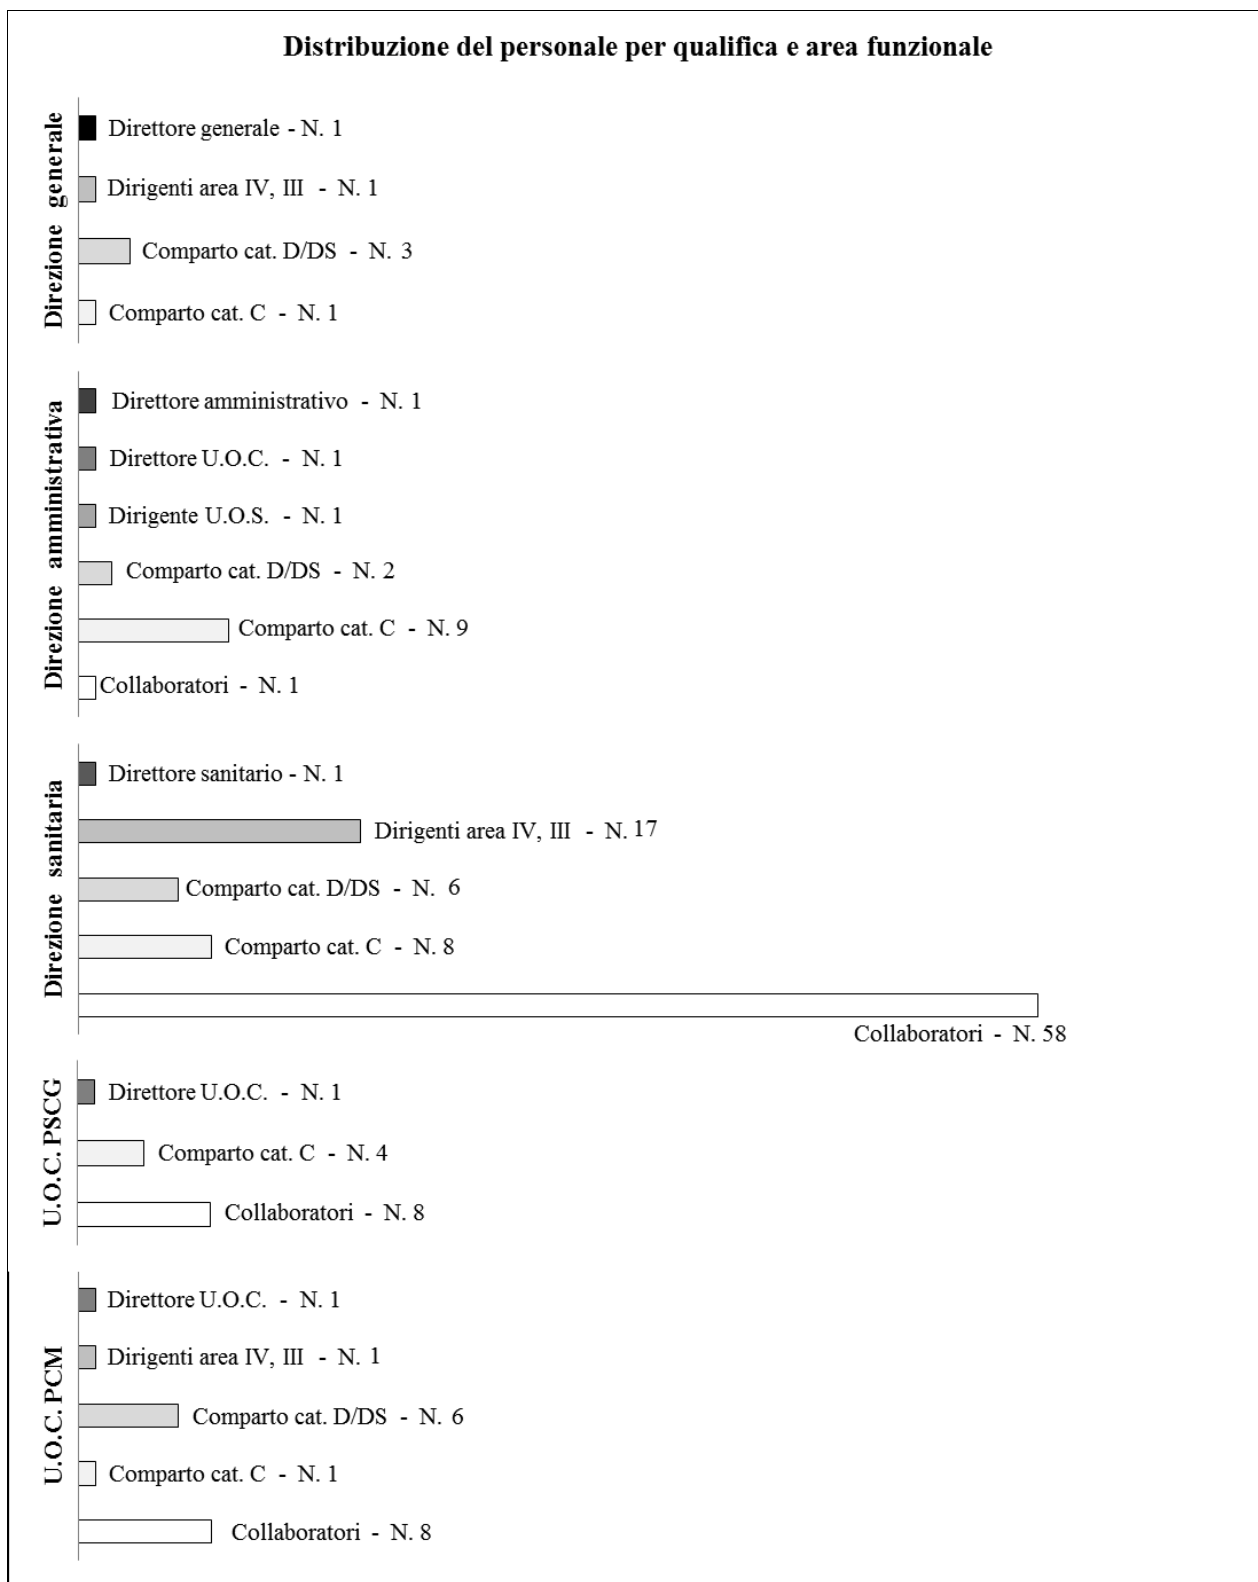 Distribuzione del personale per qualifica e area funzionale
Direzione generale
Direttore generale - N. 1
Dirigenti area IV, III - N. 1
Comparto cat. D/DS - N. 3
Comparto cat. C - N. 1
Direzione amministrativa
Direttore amministrativo - N. 1
Direttore U.O.C. - N. 1
Dirigente U.O.S. - N. 1
Comparto cat. D/DS - N. 2
Comparto cat. C - N. 9
Collaboratori - N. 1
Direzione sanitaria
Direttore sanitario - N. 1
Dirigenti area IV, III - N. 17
Comparto cat. D/DS - N. 6
Comparto cat. C - N. 8
Collaboratori - N. 58
U.O.C. PSCG
Direttore U.O.C. - N. 1
Comparto cat. C - N. 4
Collaboratori - N. 8
U.O.C. PCM
Direttore U.O.C. - N. 1
Dirigenti area IV, III - N. 1
Comparto cat. D/DS - N. 6
Comparto cat. C - N. 1
Collaboratori - N. 8